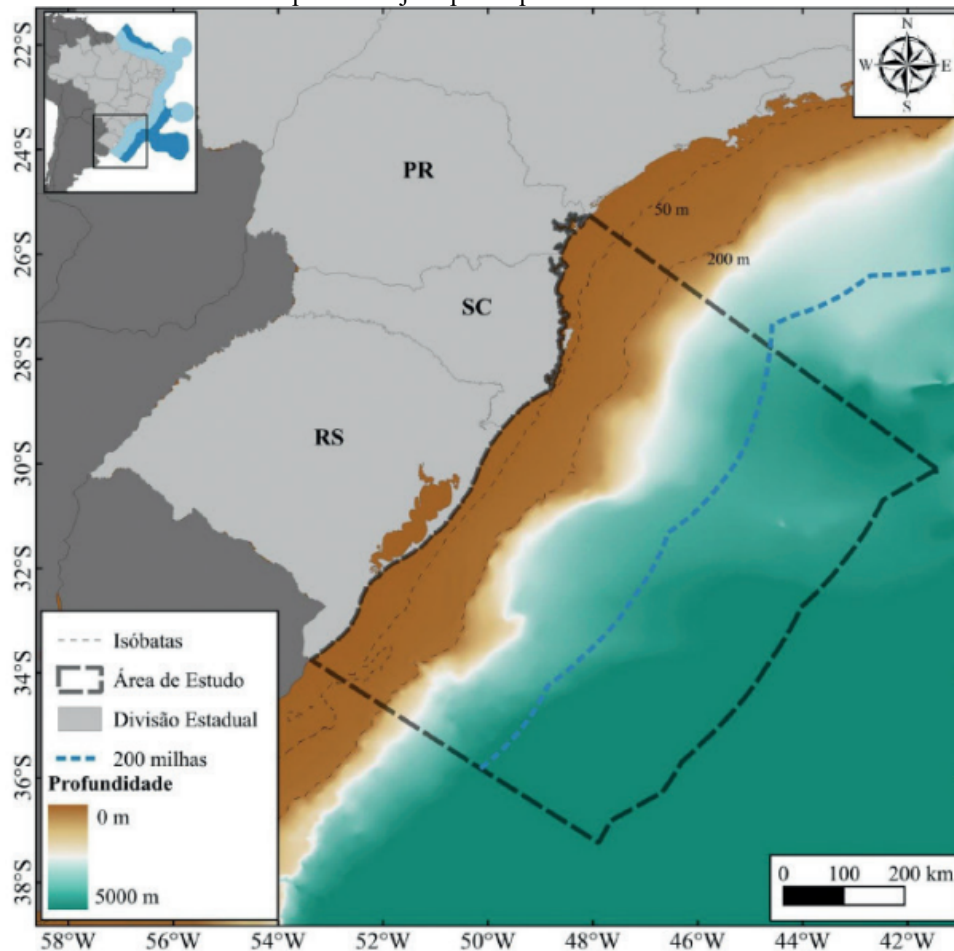 22°S
N
W E
S
24°S
PR
50 m
26°S
200 m
SC
28°S
RS
30°S
32°S
Isóbatas
34°S
Área de Estudo
Divisão Estadual
200 milhas
36°S
Profundidade
0 m
5000 m
38°S
0 100 200 km
58°W 56°W 54°W 52°W 50°W 48°W 46°W 44°W 42°W